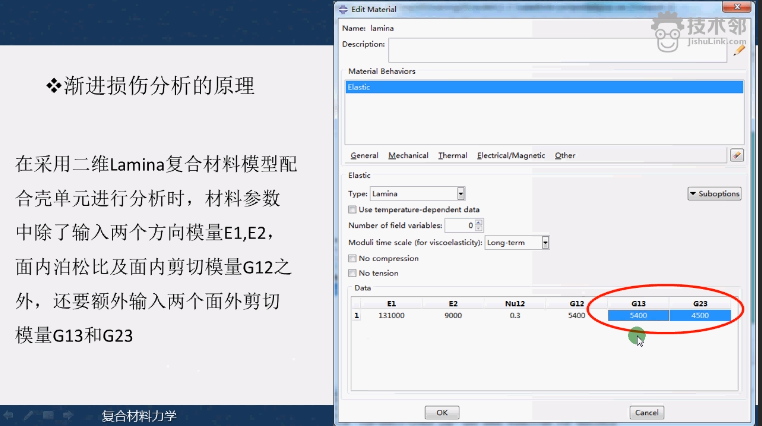 ❖渐进损伤分析的原理
在采用二维Lamina复合材料模型配
合壳单元进行分析时，材料参数
中除了输入两个方向模量E1,E2，
面内泊松比及面内剪切模量G12之
外，还要额外输入两个面外剪切
模量G13和G23
复合材料力学
Edit Material
技术邻
JishuLink.com
Name: lamina
Description:
Material Behaviors
Elastic
General Mechanical Thermal Electrical/Magnetic Other
Elastic
Type: Lamina
Suboptions
Use temperature-dependent data
Number of field variables: 0
Moduli time scale (for viscoelasticity): Long-term
No compression
No tension
Data
E1 E2 Nu12 G12 G13 G23
1 131000 9000 0.3 5400 5400 4500
OK Cancel